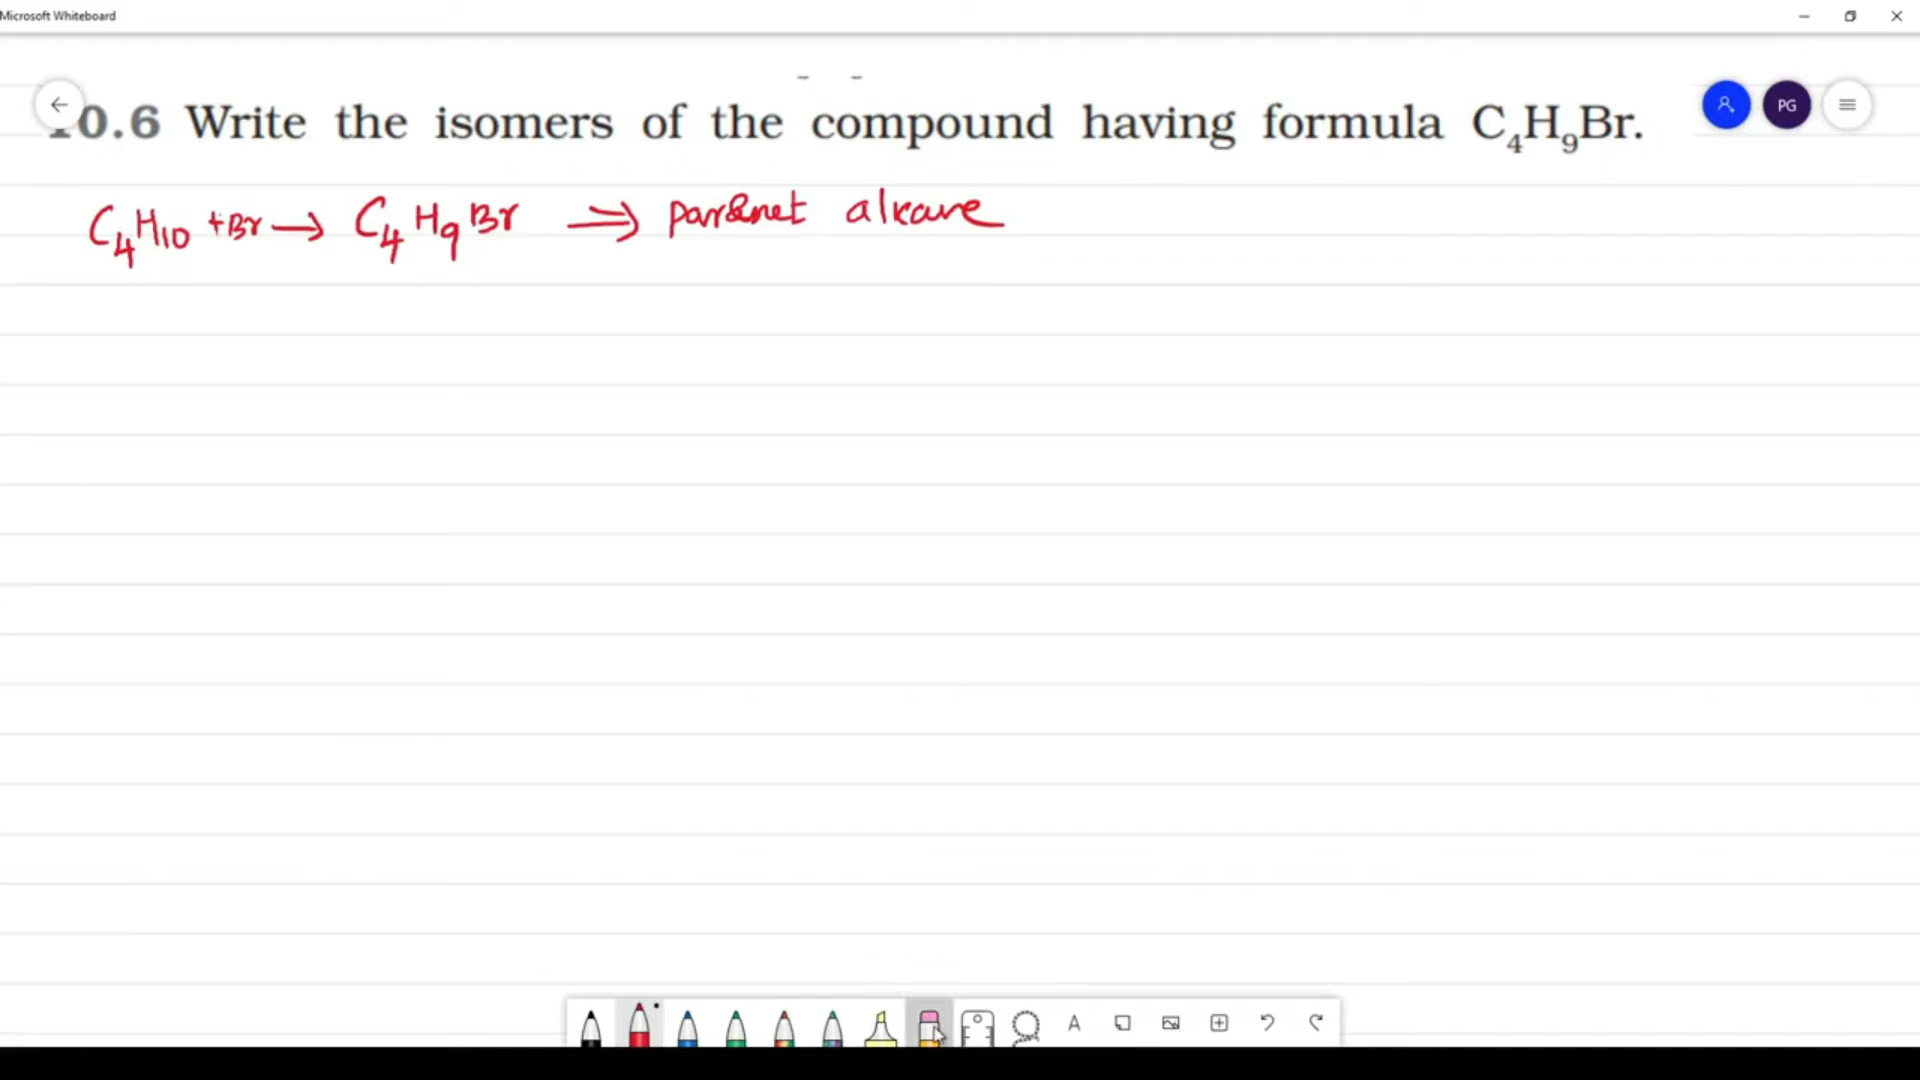 Microsoft Whiteboard
0.6 Write the isomers of the compound having formula C₄H₉Br.
PG
C₄H₁₀ +Br → C₄H₉Br ⇒ parent alkane
A